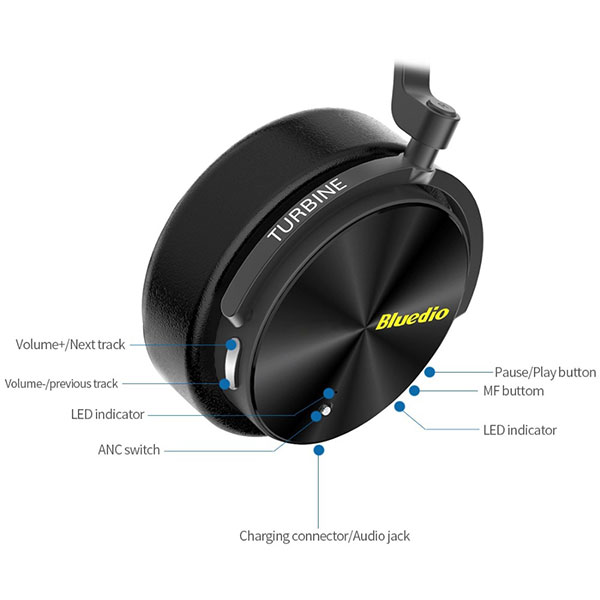 TURBINE
Bluedio
Volume+/Next track
Volume-/previous track
LED indicator
ANC switch
Charging connector/Audio jack
Pause/Play button
MF buttom
LED indicator